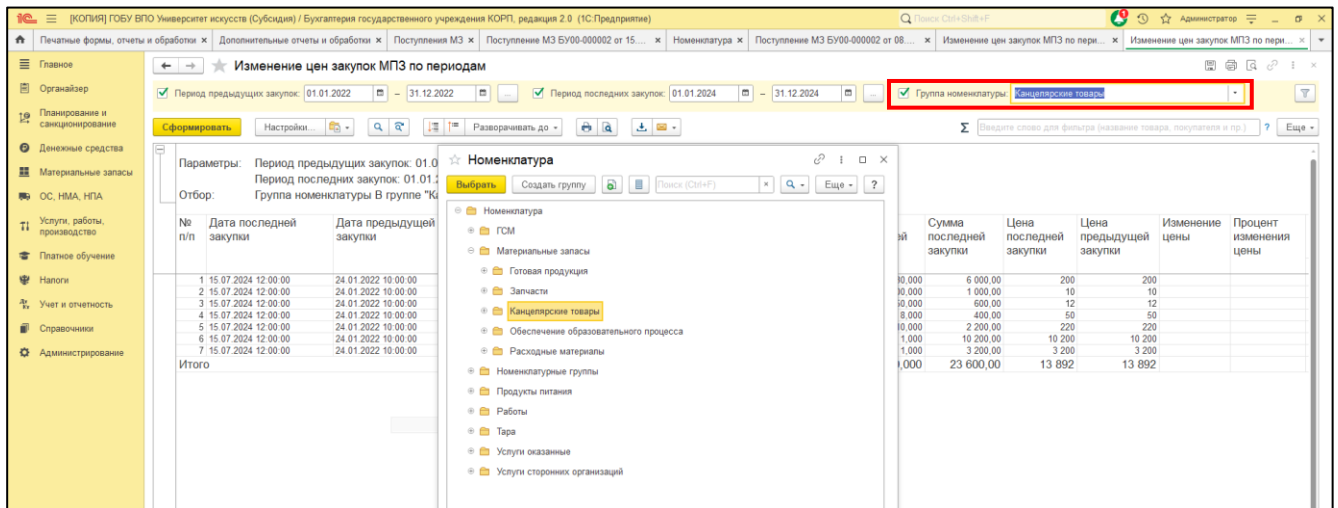 [КОПИЯ] ГОБУ ВПО Университет искусств (Субсидия) / Бухгалтерия государственного учреждения КОРП, редакция 2.0 (1С:Предприятие)
Поиск Ctrl+Shift+F
Администратор
Печатные формы, отчеты и обработки × Дополнительные отчеты и обработки × Поступления МЗ × Поступление МЗ БУ00-000002 от 15.... × Номенклатура × Поступление МЗ БУ00-000002 от 08.... × Изменение цен закупок МПЗ по пери... × Изменение цен закупок МПЗ по пери... ×
Главное
Органайзер
Планирование и санкционирование
Денежные средства
Материальные запасы
ОС, НМА, НПА
Услуги, работы, производство
Платное обучение
Налоги
Учет и отчетность
Справочники
Администрирование
Изменение цен закупок МПЗ по периодам
Период предыдущих закупок: 01.01.2022 – 31.12.2022 ... Период последних закупок: 01.01.2024 – 31.12.2024 ... Группа номенклатуры: Канцелярские товары
Сформировать Настройки... Разворачивать до Σ Введите слово для фильтра (название товара, покупателя и пр.) ? Еще
Параметры: Период предыдущих закупок: 01.0
Период последних закупок: 01.01.2
Отбор: Группа номенклатуры В группе "Ка
№ п/п Дата последней закупки Дата предыдущей закупки Сумма последней закупки Цена последней закупки Цена предыдущей закупки Изменение цены Процент изменения цены
1 15.07.2024 12:00:00 24.01.2022 10:00:00 6 000,00 200 200
2 15.07.2024 12:00:00 24.01.2022 10:00:00 1 000,00 10 10
3 15.07.2024 12:00:00 24.01.2022 10:00:00 600,00 12 12
4 15.07.2024 12:00:00 24.01.2022 10:00:00 8,000 400,00 50 50
5 15.07.2024 12:00:00 24.01.2022 10:00:00 2 200,00 220 220
6 15.07.2024 12:00:00 24.01.2022 10:00:00 1,000 10 200,00 10 200 10 200
7 15.07.2024 12:00:00 24.01.2022 10:00:00 1,000 3 200,00 3 200 3 200
Итого 23 600,00 13 892 13 892
Номенклатура
Выбрать Создать группу Поиск (Ctrl+F) × Еще ?
Номенклатура
ГСМ
Материальные запасы
Готовая продукция
Запчасти
Канцелярские товары
Обеспечение образовательного процесса
Расходные материалы
Номенклатурные группы
Продукты питания
Работы
Тара
Услуги оказанные
Услуги сторонних организаций